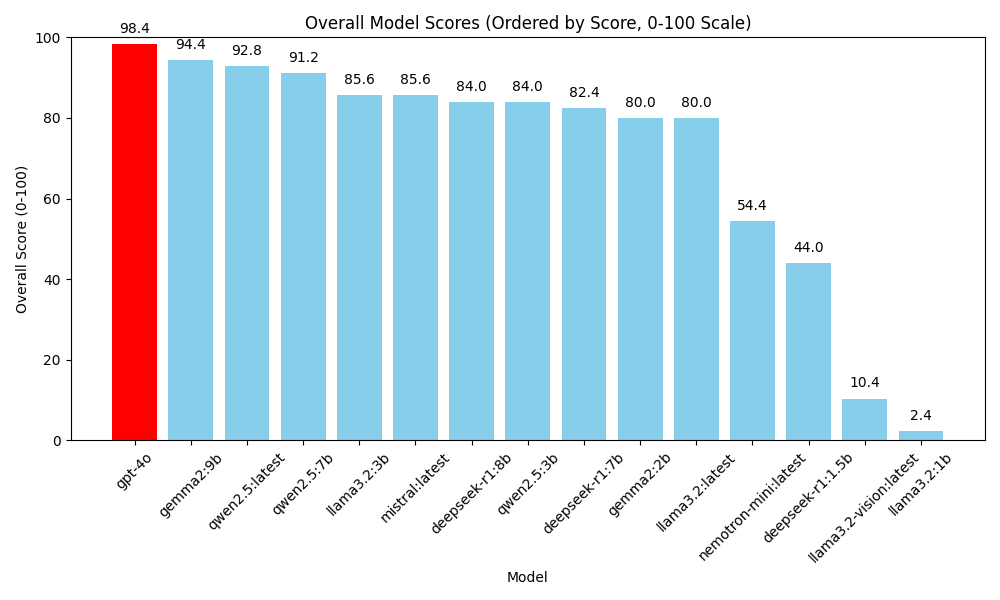 Overall Model Scores (Ordered by Score, 0-100 Scale)
98.4
94.4
92.8
91.2
85.6
85.6
84.0
84.0
82.4
80.0
80.0
54.4
44.0
10.4
2.4
100
80
60
40
20
0
Overall Score (0-100)
gpt-4o
gemma2:9b
qwen2.5:latest
qwen2.5:7b
llama3.2:3b
mistral:latest
deepseek-r1:8b
qwen2.5:3b
deepseek-r1:7b
gemma2:2b
llama3.2:latest
nemotron-mini:latest
deepseek-r1:1.5b
llama3.2-vision:latest
llama3.2:1b
Model